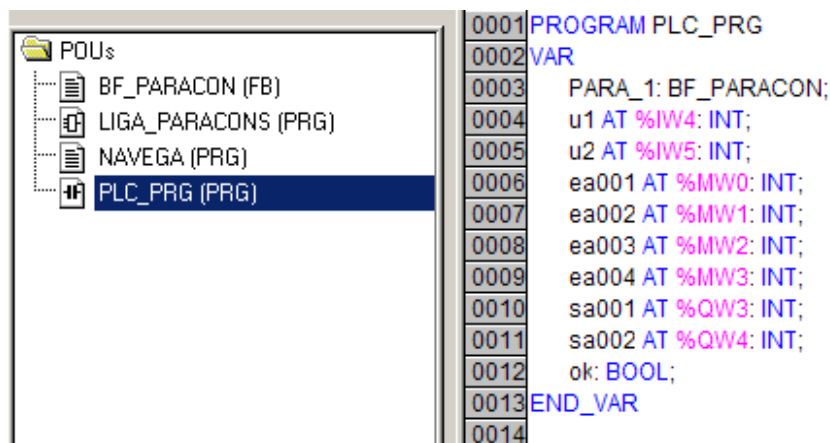 POUs
BF_PARACON (FB)
LIGA_PARACONS (PRG)
NAVEGA (PRG)
PLC_PRG (PRG)
0001 PROGRAM PLC_PRG
0002 VAR
0003 PARA_1: BF_PARACON;
0004 u1 AT %IW4: INT;
0005 u2 AT %IW5: INT;
0006 ea001 AT %MW0: INT;
0007 ea002 AT %MW1: INT;
0008 ea003 AT %MW2: INT;
0009 ea004 AT %MW3: INT;
0010 sa001 AT %QW3: INT;
0011 sa002 AT %QW4: INT;
0012 ok: BOOL;
0013 END_VAR
0014